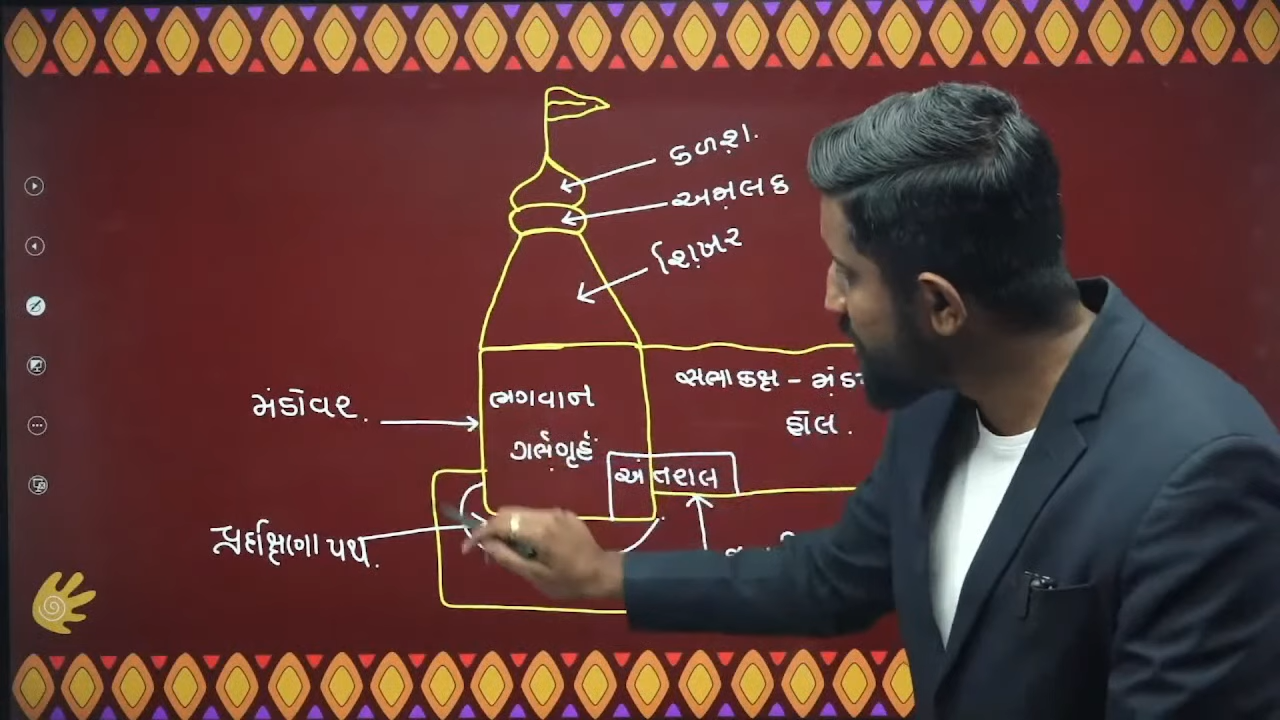 કળશ.
અમલક
શિખર
સભાકક્ષ -
હોલ.
મંડોવર.
ભગવાન
ગર્ભગૃહ
અંતરાલ
પ્રદક્ષિણા પથ.